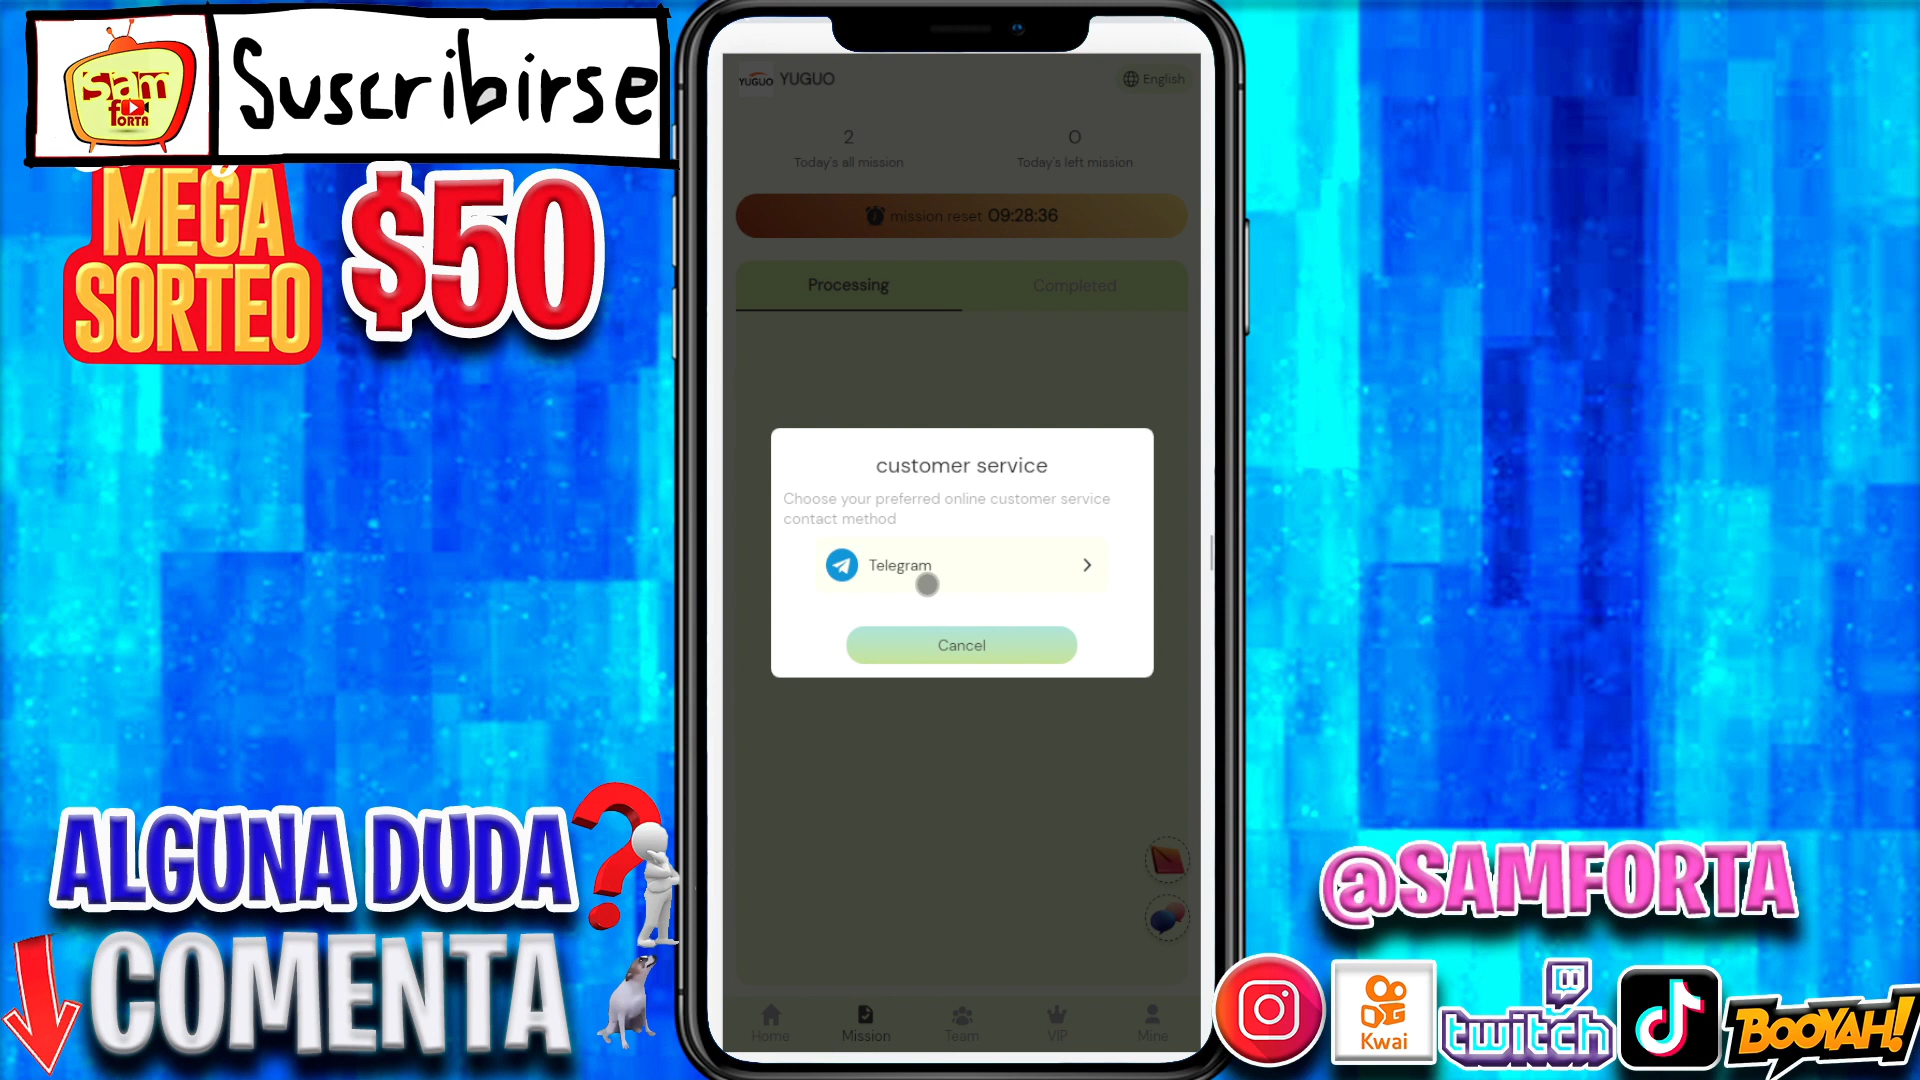 Sam
fORTA
Suscribirse
MEGA
SORTEO
$50
YUGUO YUGUO
English
2
0
Today's all mission
Today's left mission
mission reset 09:28:36
Processing
Completed
customer service
Choose your preferred online customer service
contact method
Telegram
Cancel
Home
Mission
Team
VIP
Mine
ALGUNA DUDA?
COMENTA
@SAMFORTA
Kwai
twitch
BOOYAH!